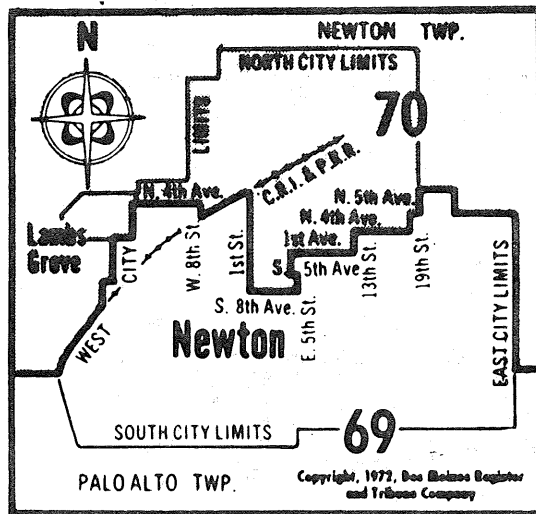 NEWTON TWP.
N
NORTH CITY LIMITS
LIMITS
70
C.R.I. & P.R.R.
N. 4th Ave.
N. 5th Ave.
N. 4th Ave.
Lambs
Grove
1st Ave.
CITY
W. 8th St.
1st St.
S.
5th Ave
13th St.
19th St.
S. 8th Ave.
WEST
Newton
E. 5th St.
EAST CITY LIMITS
SOUTH CITY LIMITS
69
PALO ALTO TWP.
Copyright, 1972, Des Moines Register
and Tribune Company